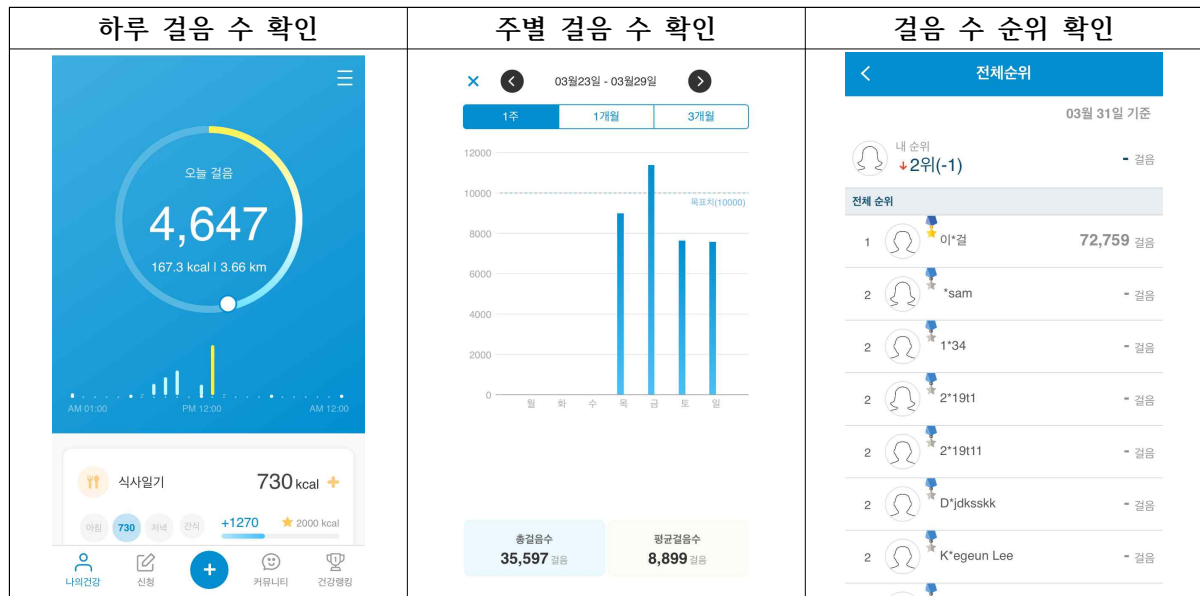 하루 걸음 수 확인
주별 걸음 수 확인
걸음 수 순위 확인
오늘 걸음
4,647
167.3 kcal | 3.66 km
AM 01:00 PM 12:00 AM 12:00
식사일기 730 kcal +
아침 730 저녁 간식 +1270 2000 kcal
나의건강 신청 + 커뮤니티 건강랭킹
× 03월23일 - 03월29일
1주 1개월 3개월
12000
10000
목표치(10000)
8000
6000
4000
2000
0
월 화 수 목 금 토 일
총걸음수 평균걸음수
35,597 걸음 8,899 걸음
전체순위
03월 31일 기준
내 순위
2위(-1) - 걸음
전체 순위
1 이*걸 72,759 걸음
2 *sam - 걸음
2 1*34 - 걸음
2 2*19t1 - 걸음
2 2*19t11 - 걸음
2 D*jdksskk - 걸음
2 K*egeun Lee - 걸음